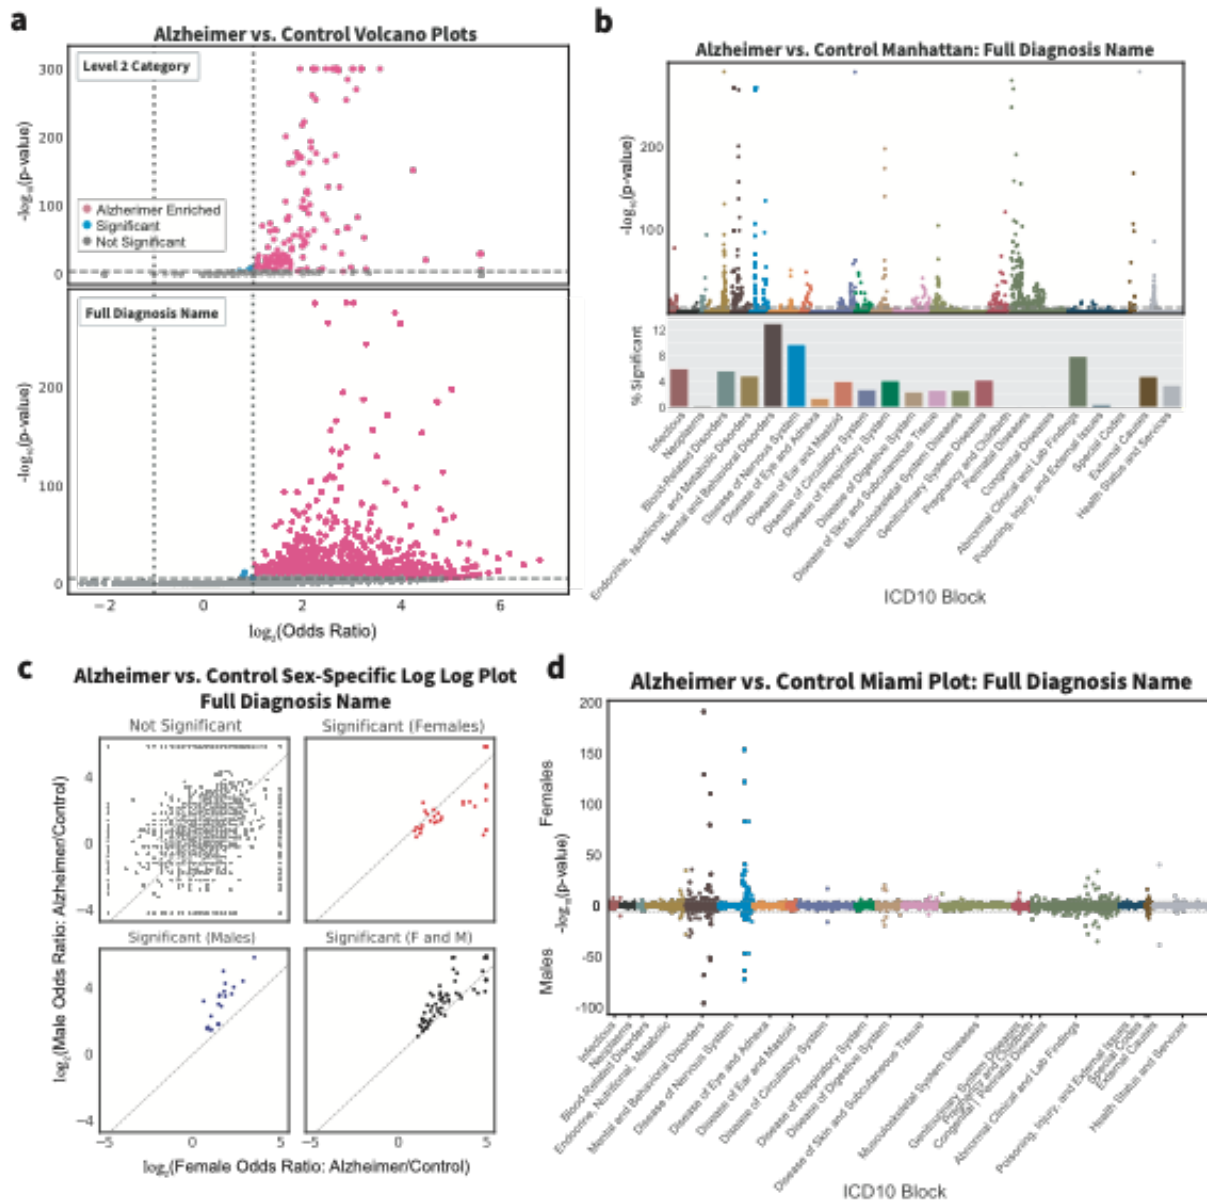 a
Alzheimer vs. Control Volcano Plots
Level 2 Category
300
200
100
0
-log₁₀(p-value)
Alzherimer Enriched
Significant
Not Significant
Full Diagnosis Name
200
100
0
-log₁₀(p-value)
−2 0 2 4 6
log₂(Odds Ratio)
b
Alzheimer vs. Control Manhattan: Full Diagnosis Name
200
100
-log₁₀(p-value)
12
8
4
0
% Significant
Infectious
Neoplasms
Blood-Related Disorders
Endocrine, Nutritional, and Metabolic Disorders
Mental and Behavioral Disorders
Disease of Nervous System
Disease of Eye and Adnexa
Disease of Ear and Mastoid
Disease of Circulatory System
Disease of Respiratory System
Disease of Digestive System
Disease of Skin and Subcutaneous Tissue
Musculoskeletal System Diseases
Genitourinary System Diseases
Pregnancy and Childbirth
Perinatal Diseases
Congenital Diseases
Abnormal Clinical and Lab Findings
Poisoning, Injury, and External Issues
Special Codes
External Causes
Health Status and Services
ICD10 Block
c
Alzheimer vs. Control Sex-Specific Log Log Plot
Full Diagnosis Name
Not Significant
Significant (Females)
4
0
−4
Significant (Males)
Significant (F and M)
4
0
−4
log₂(Male Odds Ratio: Alzheimer/Control)
−5 0 5
0 5
log₂(Female Odds Ratio: Alzheimer/Control)
d
Alzheimer vs. Control Miami Plot: Full Diagnosis Name
200
150
100
50
0
-50
-100
Females
-log₁₀(p-value)
Males
Infectious
Neoplasms
Blood-Related Disorders
Endocrine, Nutritional, Metabolic
Mental and Behavioral Disorders
Disease of Nervous System
Disease of Eye and Adnexa
Disease of Ear and Mastoid
Disease of Circulatory System
Disease of Respiratory System
Disease of Digestive System
Disease of Skin and Subcutaneous Tissue
Musculoskeletal System Diseases
Genitourinary System Diseases
Pregnancy and Childbirth
Congenital | Perinatal Diseases
Abnormal Clinical and Lab Findings
Poisoning, Injury, and External Issues
Special Codes
External Causes
Health Status and Services
ICD10 Block